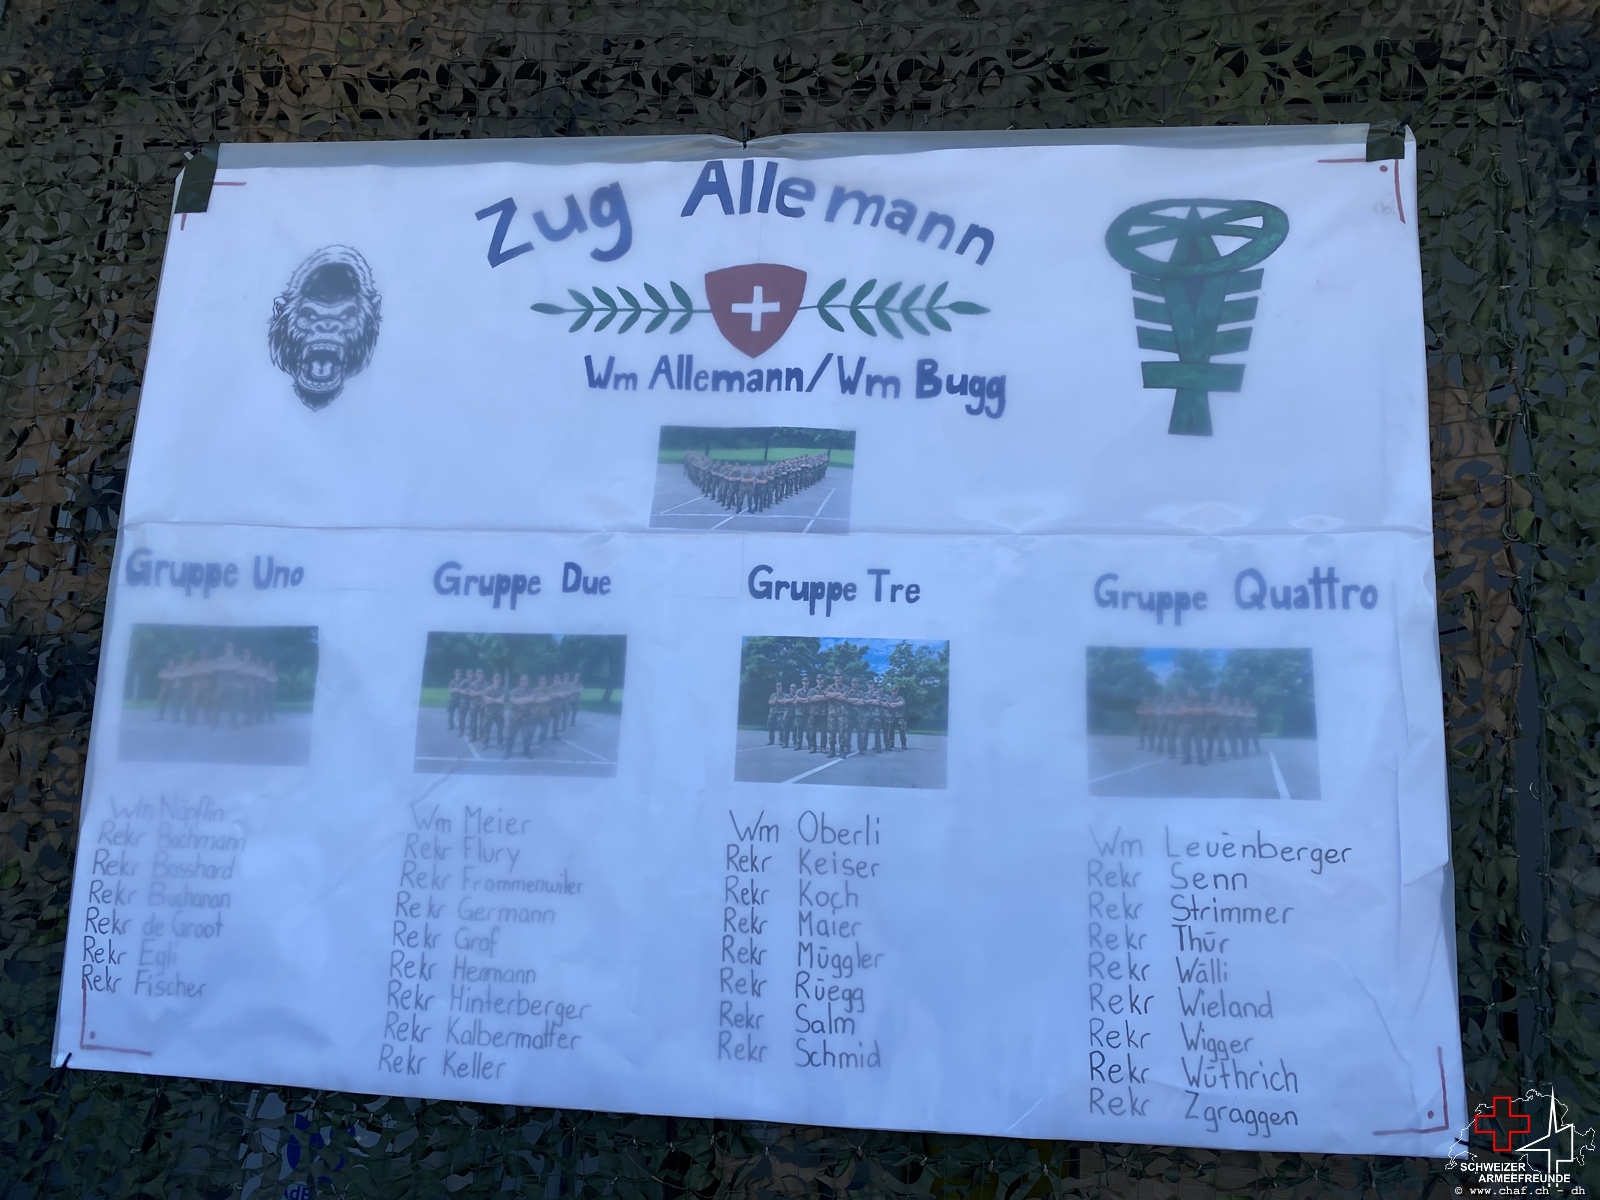 Zug Allemann
Wm Allemann/Wm Bugg
Gruppe Uno
Wm Näpflin
Rekr Bachmann
Rekr Bosshard
Rekr Buchanan
Rekr de Groot
Rekr Egli
Rekr Fischer
Gruppe Due
Wm Meier
Rekr Flury
Rekr Frommenwiler
Rekr Germann
Rekr Graf
Rekr Hermann
Rekr Hinterberger
Rekr Kalbermatter
Rekr Keller
Gruppe Tre
Wm Oberli
Rekr Keiser
Rekr Koch
Rekr Maier
Rekr Müggler
Rekr Rüegg
Rekr Salm
Rekr Schmid
Gruppe Quattro
Wm Leuenberger
Rekr Senn
Rekr Strimmer
Rekr Thür
Rekr Wälli
Rekr Wieland
Rekr Wigger
Rekr Wüthrich
Rekr Zgraggen
SCHWEIZER
ARMEEFREUNDE
© www.chaf.ch - dh